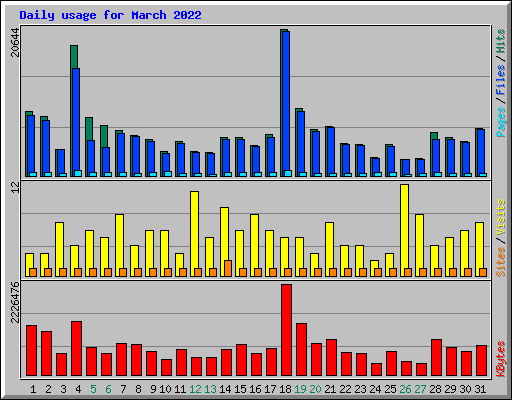 Daily usage for March 2022
20644
Pages / Files / Hits
12
Sites / Visits
2226476
KBytes
1 2 3 4 5 6 7 8 9 10 11 12 13 14 15 16 17 18 19 20 21 22 23 24 25 26 27 28 29 30 31